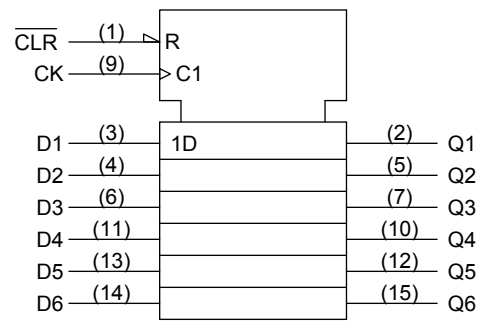 CLR (1) R
CK (9) C1
D1 (3) 1D (2) Q1
D2 (4) (5) Q2
D3 (6) (7) Q3
D4 (11) (10) Q4
D5 (13) (12) Q5
D6 (14) (15) Q6